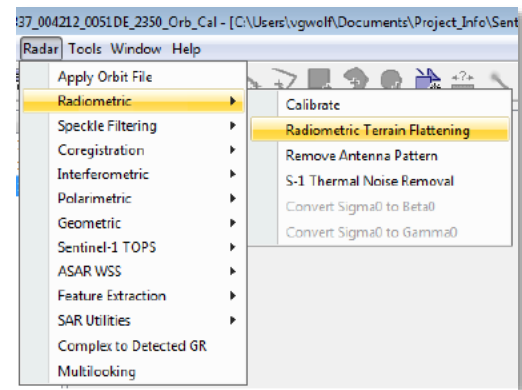 37_004212_0051DE_2350_Orb_Cal - [C:\Users\vgwolf\Documents\Project_Info\Sent
Radar Tools Window Help
Apply Orbit File
Radiometric
Speckle Filtering
Coregistration
Interferometric
Polarimetric
Geometric
Sentinel-1 TOPS
ASAR WSS
Feature Extraction
SAR Utilities
Complex to Detected GR
Multilooking
Calibrate
Radiometric Terrain Flattening
Remove Antenna Pattern
S-1 Thermal Noise Removal
Convert Sigma0 to Beta0
Convert Sigma0 to Gamma0